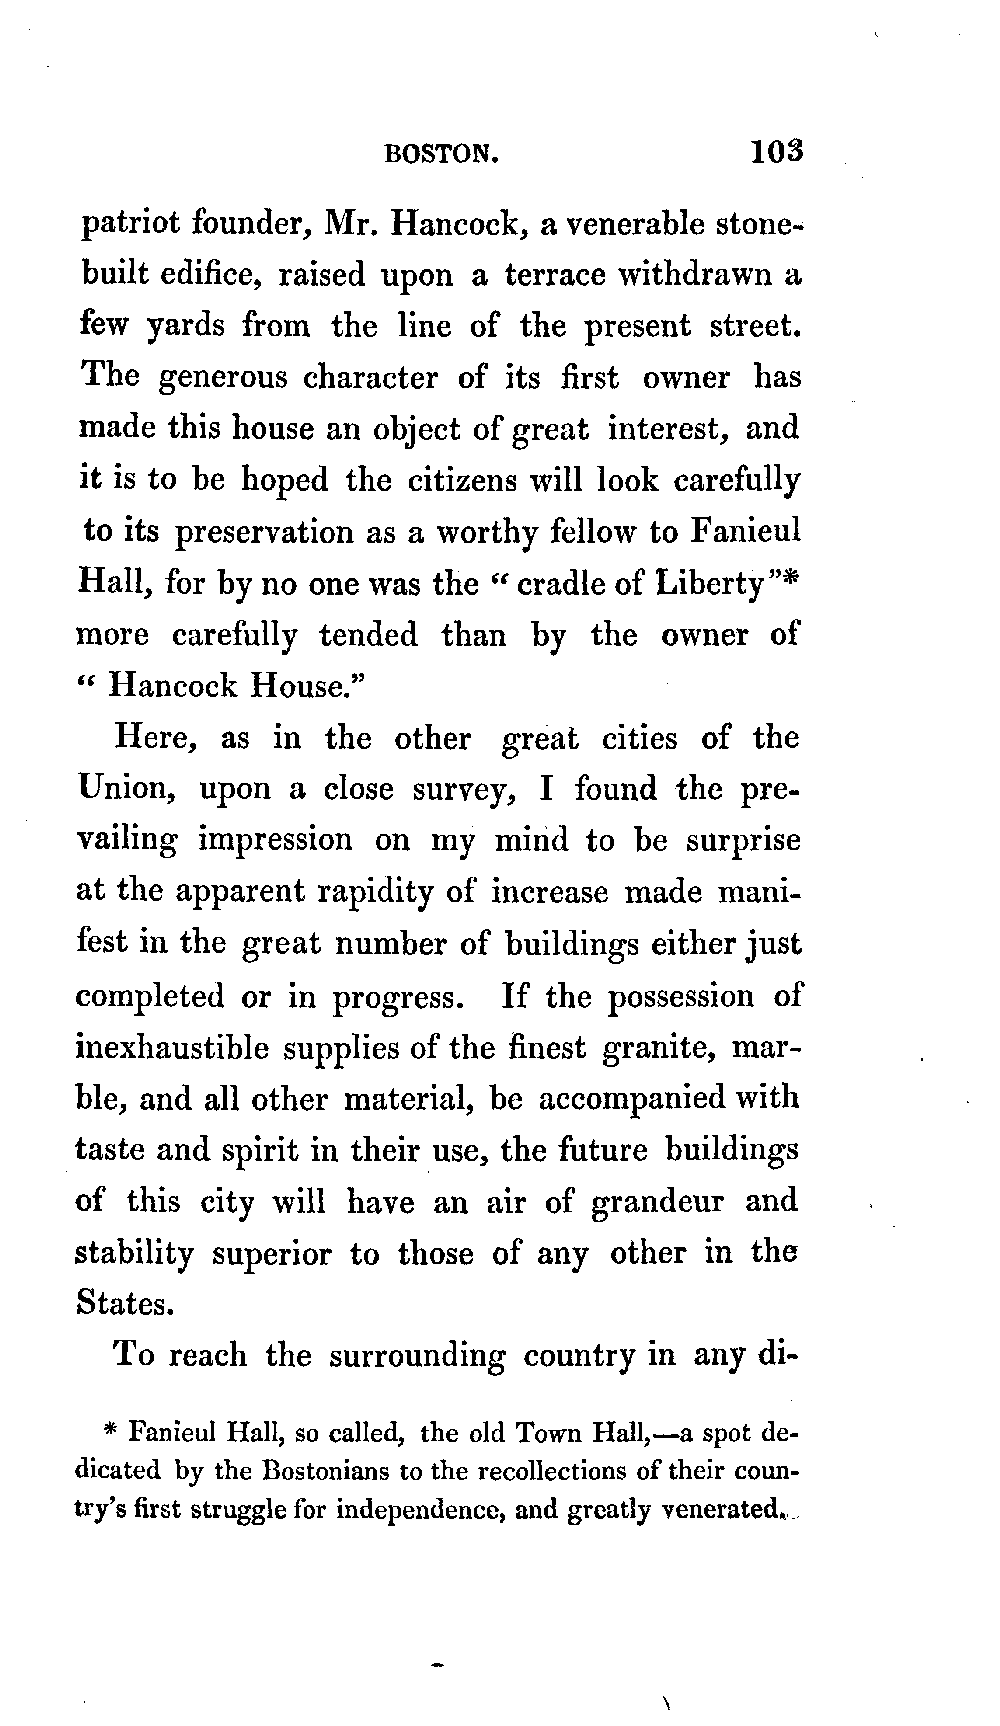 BOSTON. 103
patriot founder, Mr. Hancock, a venerable stone-
built edifice, raised upon a terrace withdrawn a
few yards from the line of the present street.
The generous character of its first owner has
made this house an object of great interest, and
it is to be hoped the citizens will look carefully
to its preservation as a worthy fellow to Fanieul
Hall, for by no one was the “ cradle of Liberty”*
more carefully tended than by the owner of
“ Hancock House.”
Here, as in the other great cities of the
Union, upon a close survey, I found the pre-
vailing impression on my mind to be surprise
at the apparent rapidity of increase made mani-
fest in the great number of buildings either just
completed or in progress. If the possession of
inexhaustible supplies of the finest granite, mar-
ble, and all other material, be accompanied with
taste and spirit in their use, the future buildings
of this city will have an air of grandeur and
stability superior to those of any other in the
States.
To reach the surrounding country in any di-
* Fanieul Hall, so called, the old Town Hall,—a spot de-
dicated by the Bostonians to the recollections of their coun-
try's first struggle for independence, and greatly venerated.